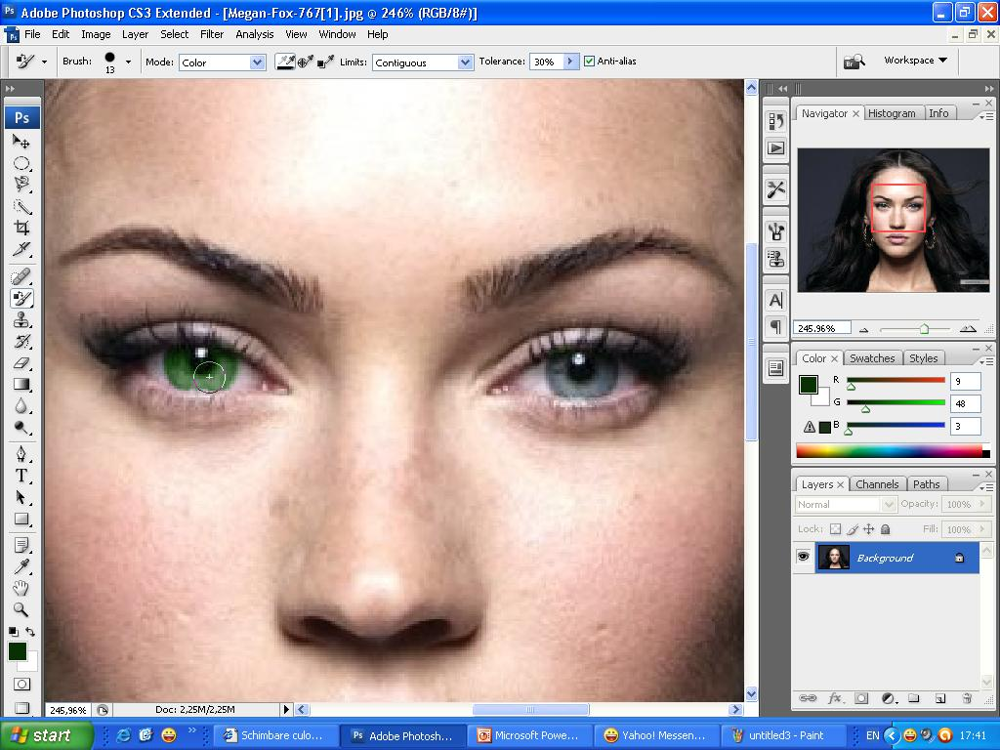 Ps Adobe Photoshop CS3 Extended - [Megan-Fox-767[1].jpg @ 246% (RGB/8#)]
File Edit Image Layer Select Filter Analysis View Window Help
Brush: 13 Mode: Color Limits: Contiguous Tolerance: 30% Anti-alias Br Workspace
Ps
T
A
Navigator Histogram Info
245.96%
Color Swatches Styles
R 9
G 48
B 3
Layers Channels Paths
Normal Opacity: 100%
Lock: Fill: 100%
Background
fx.
245,96% Doc: 2,25M/2,25M
start Schimbare culo... Ps Adobe Photosh... Microsoft Powe... Yahoo! Messen... untitled3 - Paint EN 17:41